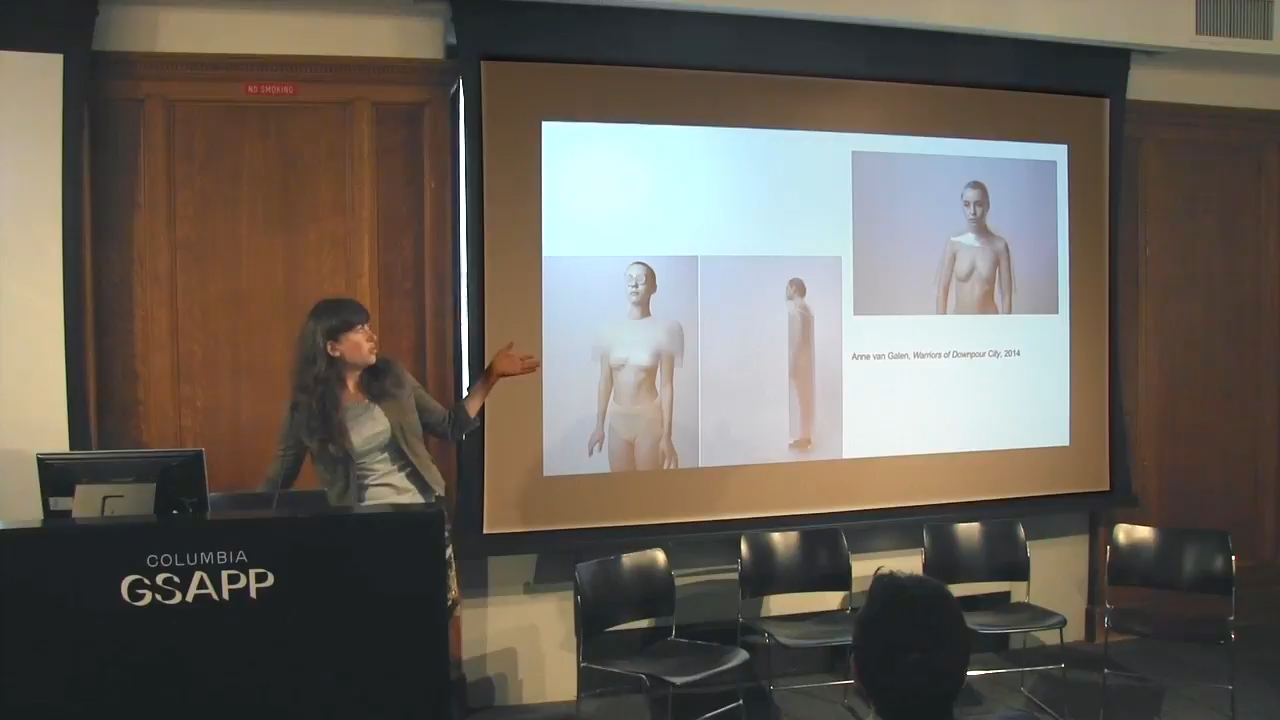 NO SMOKING
Anne van Galen, Warriors of Downpour City, 2014
COLUMBIA
GSAPP